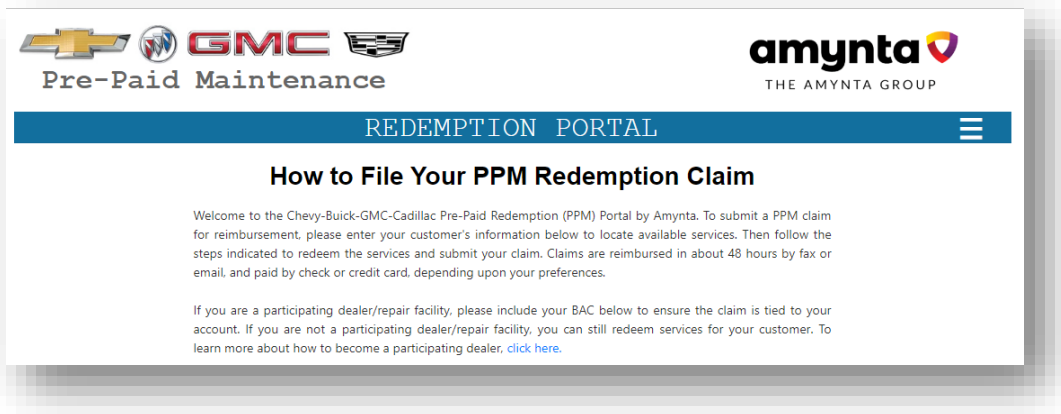 GMC
Pre-Paid Maintenance
amynta
THE AMYNTA GROUP
REDEMPTION PORTAL
How to File Your PPM Redemption Claim
Welcome to the Chevy-Buick-GMC-Cadillac Pre-Paid Redemption (PPM) Portal by Amynta. To submit a PPM claim
for reimbursement, please enter your customer's information below to locate available services. Then follow the
steps indicated to redeem the services and submit your claim. Claims are reimbursed in about 48 hours by fax or
email, and paid by check or credit card, depending upon your preferences.
If you are a participating dealer/repair facility, please include your BAC below to ensure the claim is tied to your
account. If you are not a participating dealer/repair facility, you can still redeem services for your customer. To
learn more about how to become a participating dealer, click here.